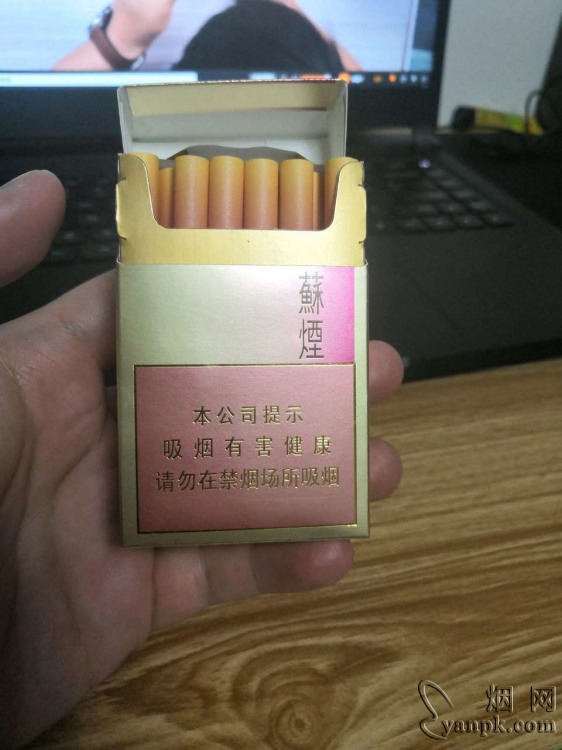 蘇
煙
本公司提示
吸烟有害健康
请勿在禁烟场所吸烟
烟网
yanpk.com